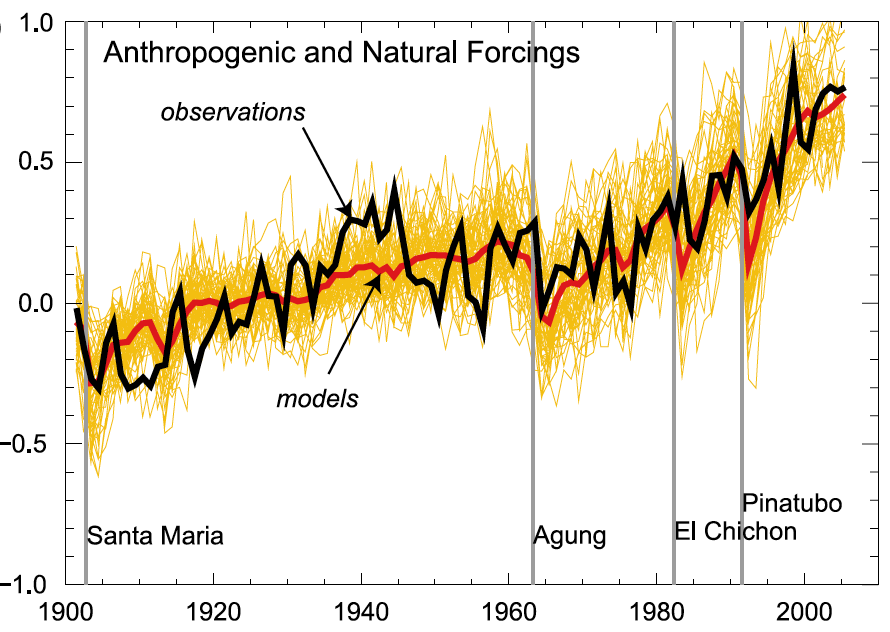 1.0
Anthropogenic and Natural Forcings
observations
0.5
0.0
models
−0.5
Pinatubo
Santa Maria
Agung
El Chichon
−1.0
1900 1920 1940 1960 1980 2000